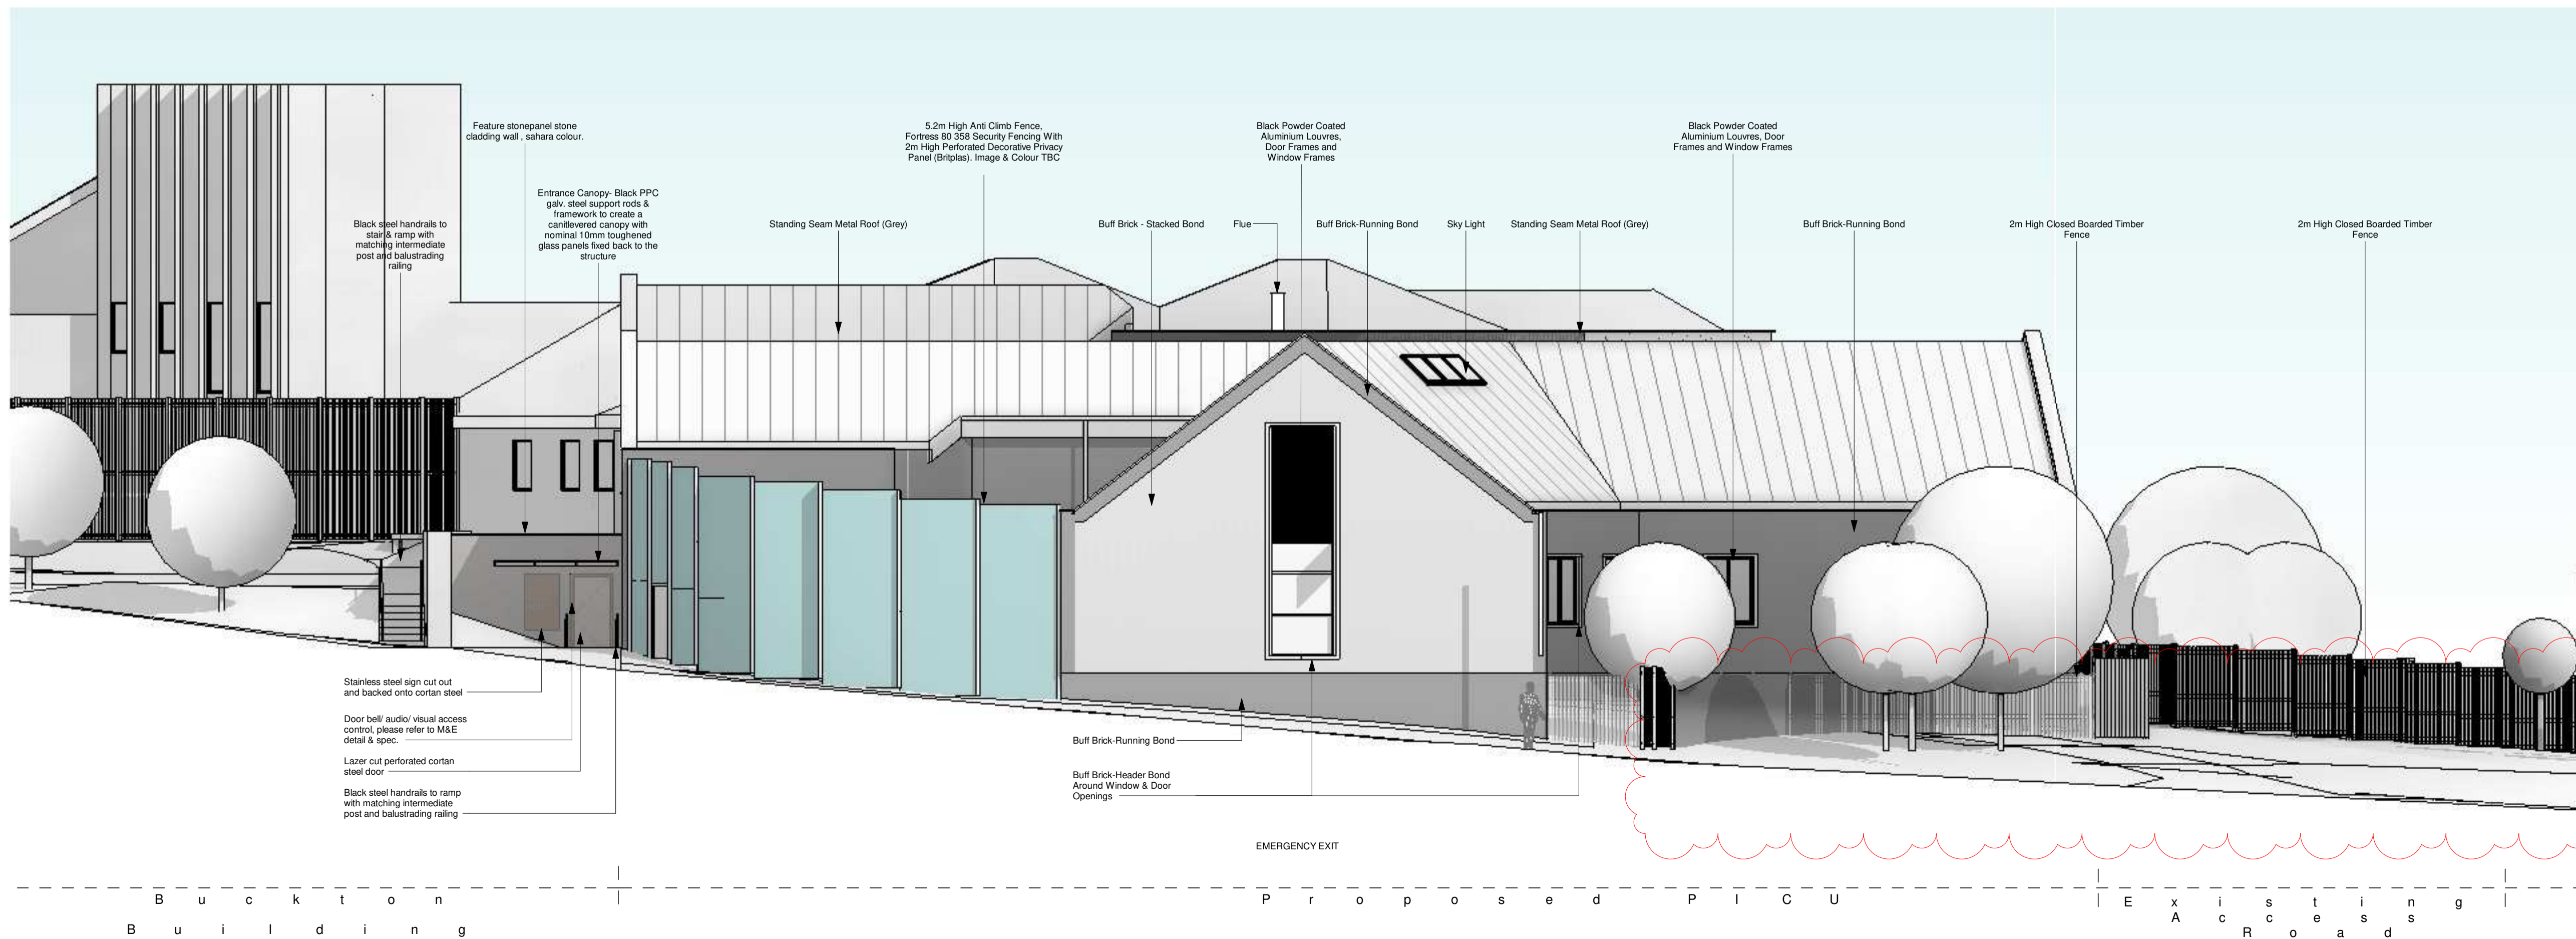 Feature stonepanel stone
cladding wall , sahara colour.
5.2m High Anti Climb Fence,
Fortress 80 358 Security Fencing With
2m High Perforated Decorative Privacy
Panel (Britplas). Image & Colour TBC
Black Powder Coated
Aluminium Louvres,
Door Frames and
Window Frames
Black Powder Coated
Aluminium Louvres, Door
Frames and Window Frames
Entrance Canopy- Black PPC
galv. steel support rods &
framework to create a
canitlevered canopy with
nominal 10mm toughened
glass panels fixed back to the
structure
Black steel handrails to
stair & ramp with
matching intermediate
post and balustrading
railing
Standing Seam Metal Roof (Grey)
Buff Brick - Stacked Bond
Flue
Buff Brick-Running Bond
Sky Light
Standing Seam Metal Roof (Grey)
Buff Brick-Running Bond
2m High Closed Boarded Timber
Fence
2m High Closed Boarded Timber
Fence
Stainless steel sign cut out
and backed onto cortan steel
Door bell/ audio/ visual access
control, please refer to M&E
detail & spec.
Lazer cut perforated cortan
steel door
Black steel handrails to ramp
with matching intermediate
post and balustrading railing
Buff Brick-Running Bond
Buff Brick-Header Bond
Around Window & Door
Openings
EMERGENCY EXIT
Buckton
Building
Proposed PICU
Existing
Access
Road